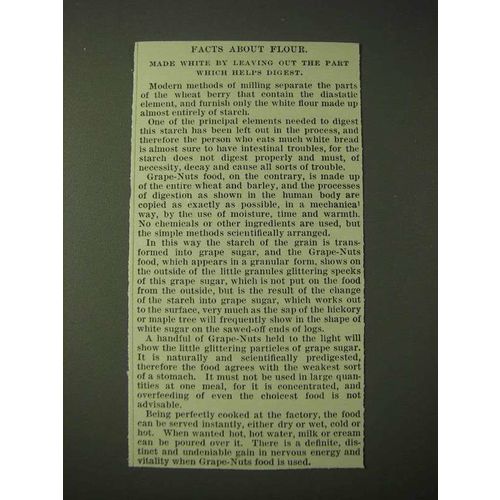 FACTS ABOUT FLOUR.
MADE WHITE BY LEAVING OUT THE PART
WHICH HELPS DIGEST.
Modern methods of milling separate the parts
of the wheat berry that contain the diastatic
element, and furnish only the white flour made up
almost entirely of starch.
One of the principal elements needed to digest
this starch has been left out in the process, and
therefore the person who eats much white bread
is almost sure to have intestinal troubles, for the
starch does not digest properly and must, of
necessity, decay and cause all sorts of trouble.
Grape-Nuts food, on the contrary, is made up
of the entire wheat and barley, and the processes
of digestion as shown in the human body are
copied as exactly as possible, in a mechanical
way, by the use of moisture, time and warmth.
No chemicals or other ingredients are used, but
the simple methods scientifically arranged.
In this way the starch of the grain is trans-
formed into grape sugar, and the Grape-Nuts
food, which appears in a granular form, shows on
the outside of the little granules glittering specks
of this grape sugar, which is not put on the food
from the outside, but is the result of the change
of the starch into grape sugar, which works out
to the surface, very much as the sap of the hickory
or maple tree will frequently show in the shape of
white sugar on the sawed-off ends of logs.
A handful of Grape-Nuts held to the light will
show the little glittering particles of grape sugar.
It is naturally and scientifically predigested,
therefore the food agrees with the weakest sort
of a stomach. It must not be used in large quan-
tities at one meal, for it is concentrated, and
overfeeding of even the choicest food is not
advisable.
Being perfectly cooked at the factory, the food
can be served instantly, either dry or wet, cold or
hot. When wanted hot, hot water, milk or cream
can be poured over it. There is a definite, dis-
tinct and undeniable gain in nervous energy and
vitality when Grape-Nuts food is used.